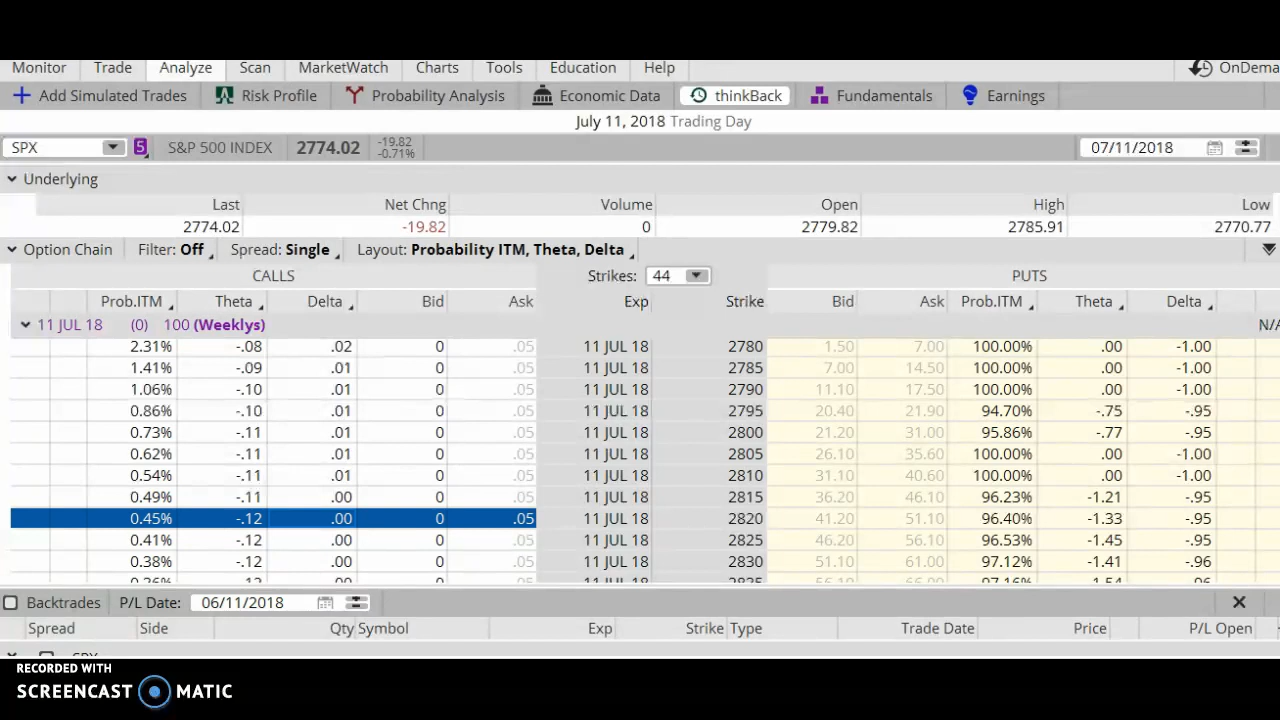 Monitor Trade Analyze Scan MarketWatch Charts Tools Education Help OnDema
Add Simulated Trades Risk Profile Probability Analysis Economic Data thinkBack Fundamentals Earnings
July 11, 2018 Trading Day
SPX 5 S&P 500 INDEX 2774.02 -19.82 -0.71% 07/11/2018
Underlying
Last Net Chng Volume Open High Low
2774.02 -19.82 0 2779.82 2785.91 2770.77
Option Chain Filter: Off Spread: Single Layout: Probability ITM, Theta, Delta
CALLS Strikes: 44 PUTS
Prob.ITM Theta Delta Bid Ask Exp Strike Bid Ask Prob.ITM Theta Delta
11 JUL 18 (0) 100 (Weeklys) N/A
2.31% -.08 .02 0 .05 11 JUL 18 2780 1.50 7.00 100.00% .00 -1.00
1.41% -.09 .01 0 .05 11 JUL 18 2785 7.00 14.50 100.00% .00 -1.00
1.06% -.10 .01 0 .05 11 JUL 18 2790 11.10 17.50 100.00% .00 -1.00
0.86% -.10 .01 0 .05 11 JUL 18 2795 20.40 21.90 94.70% -.75 -.95
0.73% -.11 .01 0 .05 11 JUL 18 2800 21.20 31.00 95.86% -.77 -.95
0.62% -.11 .01 0 .05 11 JUL 18 2805 26.10 35.60 100.00% .00 -1.00
0.54% -.11 .01 0 .05 11 JUL 18 2810 31.10 40.60 100.00% .00 -1.00
0.49% -.11 .00 0 .05 11 JUL 18 2815 36.20 46.10 96.23% -1.21 -.95
0.45% -.12 .00 0 .05 11 JUL 18 2820 41.20 51.10 96.40% -1.33 -.95
0.41% -.12 .00 0 .05 11 JUL 18 2825 46.20 56.10 96.53% -1.45 -.95
0.38% -.12 .00 0 .05 11 JUL 18 2830 51.10 61.00 97.12% -1.41 -.96
Backtrades P/L Date: 06/11/2018
Spread Side Qty Symbol Exp Strike Type Trade Date Price P/L Open
RECORDED WITH
SCREENCAST MATIC